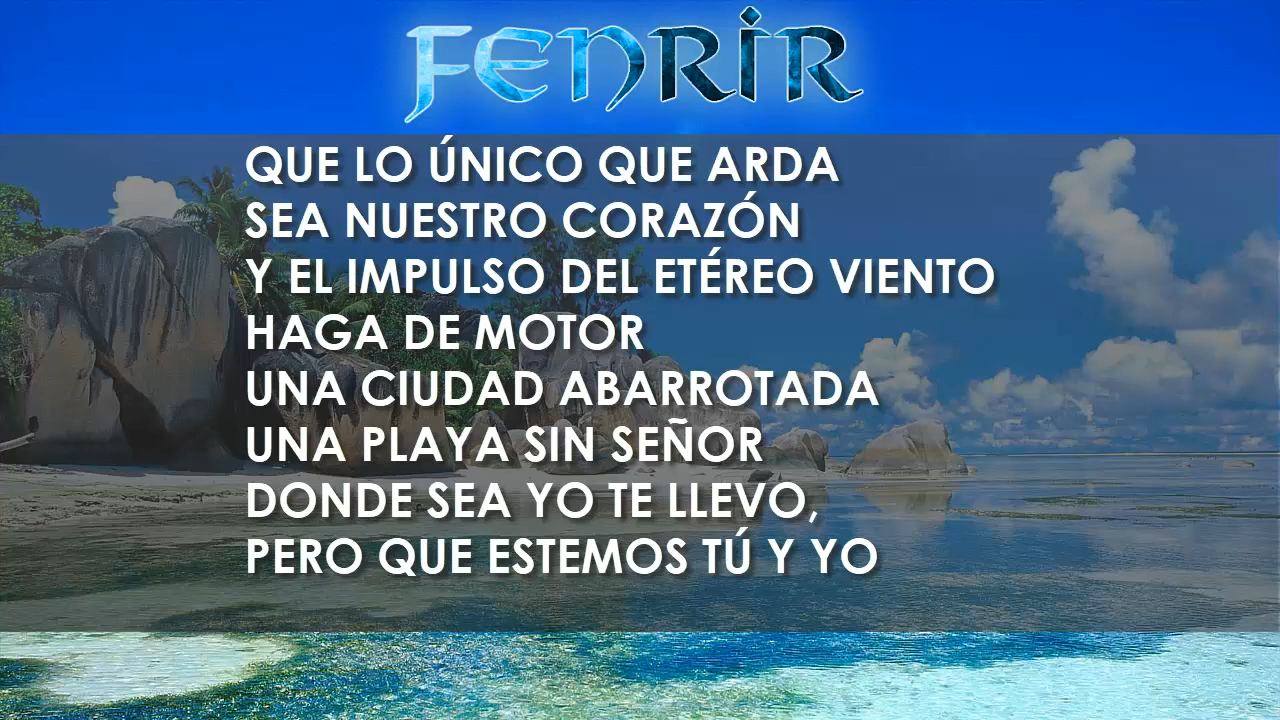 FENRIR
QUE LO ÚNICO QUE ARDA
SEA NUESTRO CORAZÓN
Y EL IMPULSO DEL ETÉREO VIENTO
HAGA DE MOTOR
UNA CIUDAD ABARROTADA
UNA PLAYA SIN SEÑOR
DONDE SEA YO TE LLEVO,
PERO QUE ESTEMOS TÚ Y YO